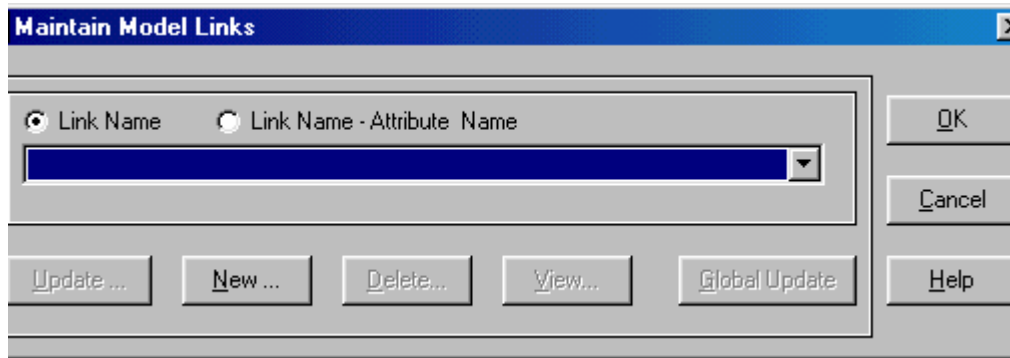 Maintain Model Links
Link Name Link Name - Attribute Name
OK
Cancel
Update ... New ... Delete... View... Global Update
Help